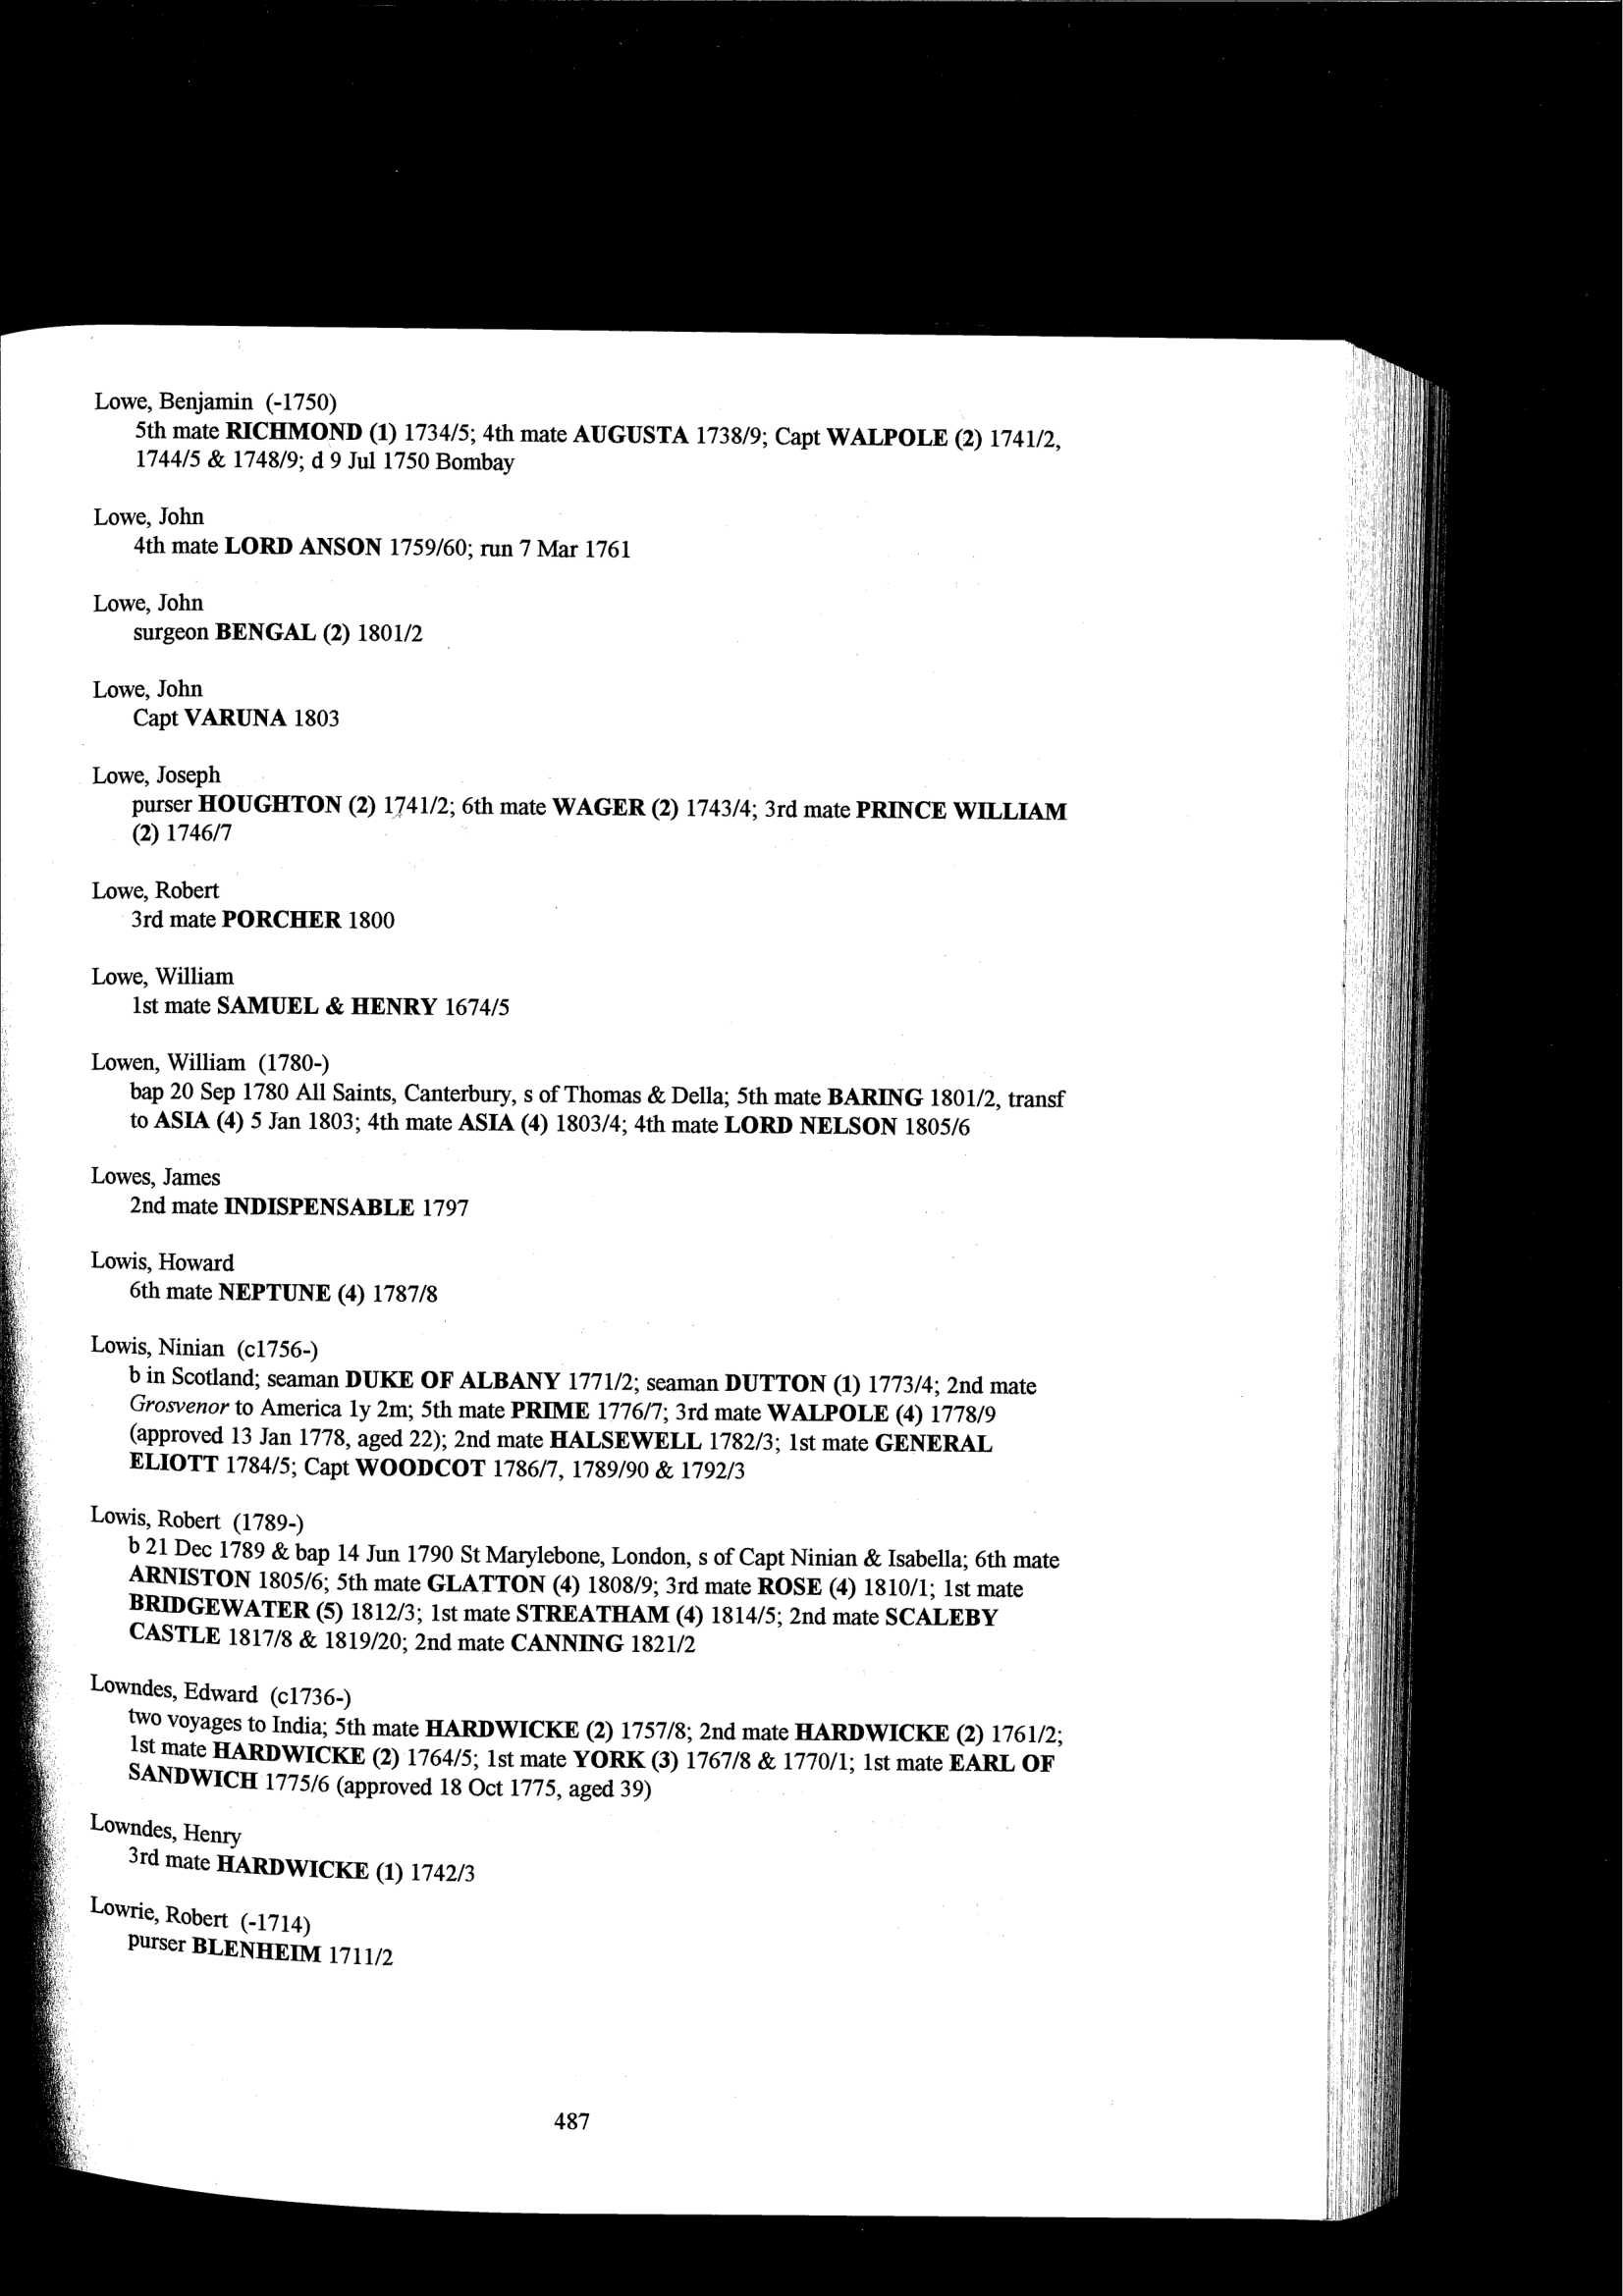 Lowe, Benjamin (-1750)
5th mate RICHMOND (1) 1734/5; 4th mate AUGUSTA 1738/9; Capt WALPOLE (2) 1741/2,
1744/5 & 1748/9; d 9 Jul 1750 Bombay
Lowe, John
4th mate LORD ANSON 1759/60; run 7 Mar 1761
Lowe, John
surgeon BENGAL (2) 1801/2
Lowe, John
Capt VARUNA 1803
Lowe, Joseph
purser HOUGHTON (2) 1741/2; 6th mate WAGER (2) 1743/4; 3rd mate PRINCE WILLIAM
(2) 1746/7
Lowe, Robert
3rd mate PORCHER 1800
Lowe, William
1st mate SAMUEL & HENRY 1674/5
Lowen, William (1780-)
bap 20 Sep 1780 All Saints, Canterbury, s of Thomas & Della; 5th mate BARING 1801/2, transf
to ASIA (4) 5 Jan 1803; 4th mate ASIA (4) 1803/4; 4th mate LORD NELSON 1805/6
Lowes, James
2nd mate INDISPENSABLE 1797
Lowis, Howard
6th mate NEPTUNE (4) 1787/8
Lowis, Ninian (c1756-)
b in Scotland; seaman DUKE OF ALBANY 1771/2; seaman DUTTON (1) 1773/4; 2nd mate
Grosvenor to America 1y 2m; 5th mate PRIME 1776/7; 3rd mate WALPOLE (4) 1778/9
(approved 13 Jan 1778, aged 22); 2nd mate HALSEWELL 1782/3; 1st mate GENERAL
ELIOTT 1784/5; Capt WOODCOT 1786/7, 1789/90 & 1792/3
Lowis, Robert (1789-)
b 21 Dec 1789 & bap 14 Jun 1790 St Marylebone, London, s of Capt Ninian & Isabella; 6th mate
ARNISTON 1805/6; 5th mate GLATTON (4) 1808/9; 3rd mate ROSE (4) 1810/1; 1st mate
BRIDGEWATER (5) 1812/3; 1st mate STREATHAM (4) 1814/5; 2nd mate SCALEBY
CASTLE 1817/8 & 1819/20; 2nd mate CANNING 1821/2
Lowndes, Edward (c1736-)
two voyages to India; 5th mate HARDWICKE (2) 1757/8; 2nd mate HARDWICKE (2) 1761/2;
1st mate HARDWICKE (2) 1764/5; 1st mate YORK (3) 1767/8 & 1770/1; 1st mate EARL OF
SANDWICH 1775/6 (approved 18 Oct 1775, aged 39)
Lowndes, Henry
3rd mate HARDWICKE (1) 1742/3
Lowrie, Robert (-1714)
purser BLENHEIM 1711/2
487